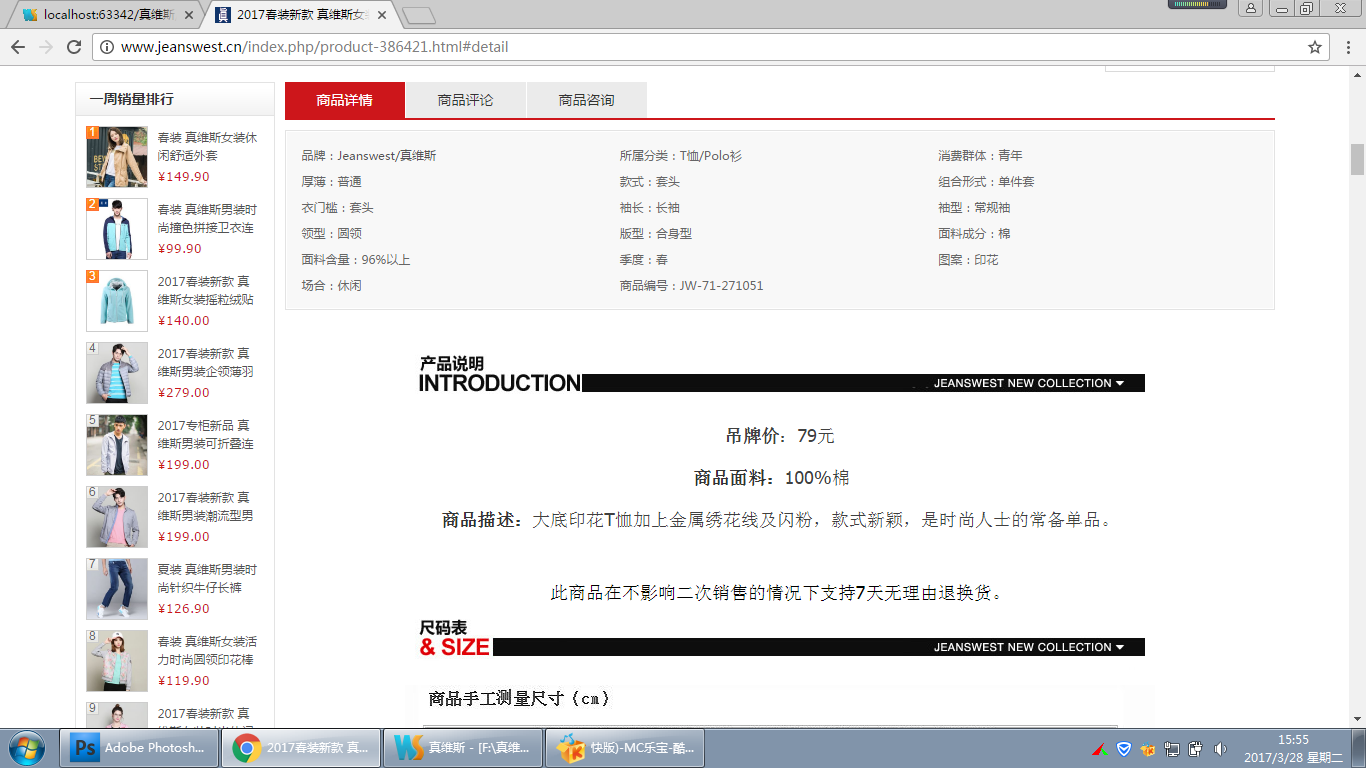 localhost:63342/真维斯
2017春装新款 真维斯女
www.jeanswest.cn/index.php/product-386421.html#detail
一周销量排行
1
春装 真维斯女装休
闲舒适外套
¥149.90
2
春装 真维斯男装时
尚撞色拼接卫衣连
¥99.90
3
2017春装新款 真
维斯女装摇粒绒贴
¥140.00
4
2017春装新款 真
维斯男装企领薄羽
¥279.00
5
2017专柜新品 真
维斯男装可折叠连
¥199.00
6
2017春装新款 真
维斯男装潮流型男
¥199.00
7
夏装 真维斯男装时
尚针织牛仔长裤
¥126.90
8
春装 真维斯女装活
力时尚圆领印花棒
¥119.90
9
2017春装新款 真
商品详情 商品评论 商品咨询
品牌：Jeanswest/真维斯 所属分类：T恤/Polo衫 消费群体：青年
厚薄：普通 款式：套头 组合形式：单件套
衣门襟：套头 袖长：长袖 袖型：常规袖
领型：圆领 版型：合身型 面料成分：棉
面料含量：96%以上 季度：春 图案：印花
场合：休闲 商品编号：JW-71-271051
产品说明
INTRODUCTION JEANSWEST NEW COLLECTION
吊牌价：79元
商品面料：100%棉
商品描述：大底印花T恤加上金属绣花线及闪粉，款式新颖，是时尚人士的常备单品。
此商品在不影响二次销售的情况下支持7天无理由退换货。
尺码表
& SIZE JEANSWEST NEW COLLECTION
商品手工测量尺寸（cm）
Ps Adobe Photosh... 2017春装新款 真... WS 真维斯 - [F:\真维... K 快版)-MC乐宝-酷...
15:55
2017/3/28 星期二